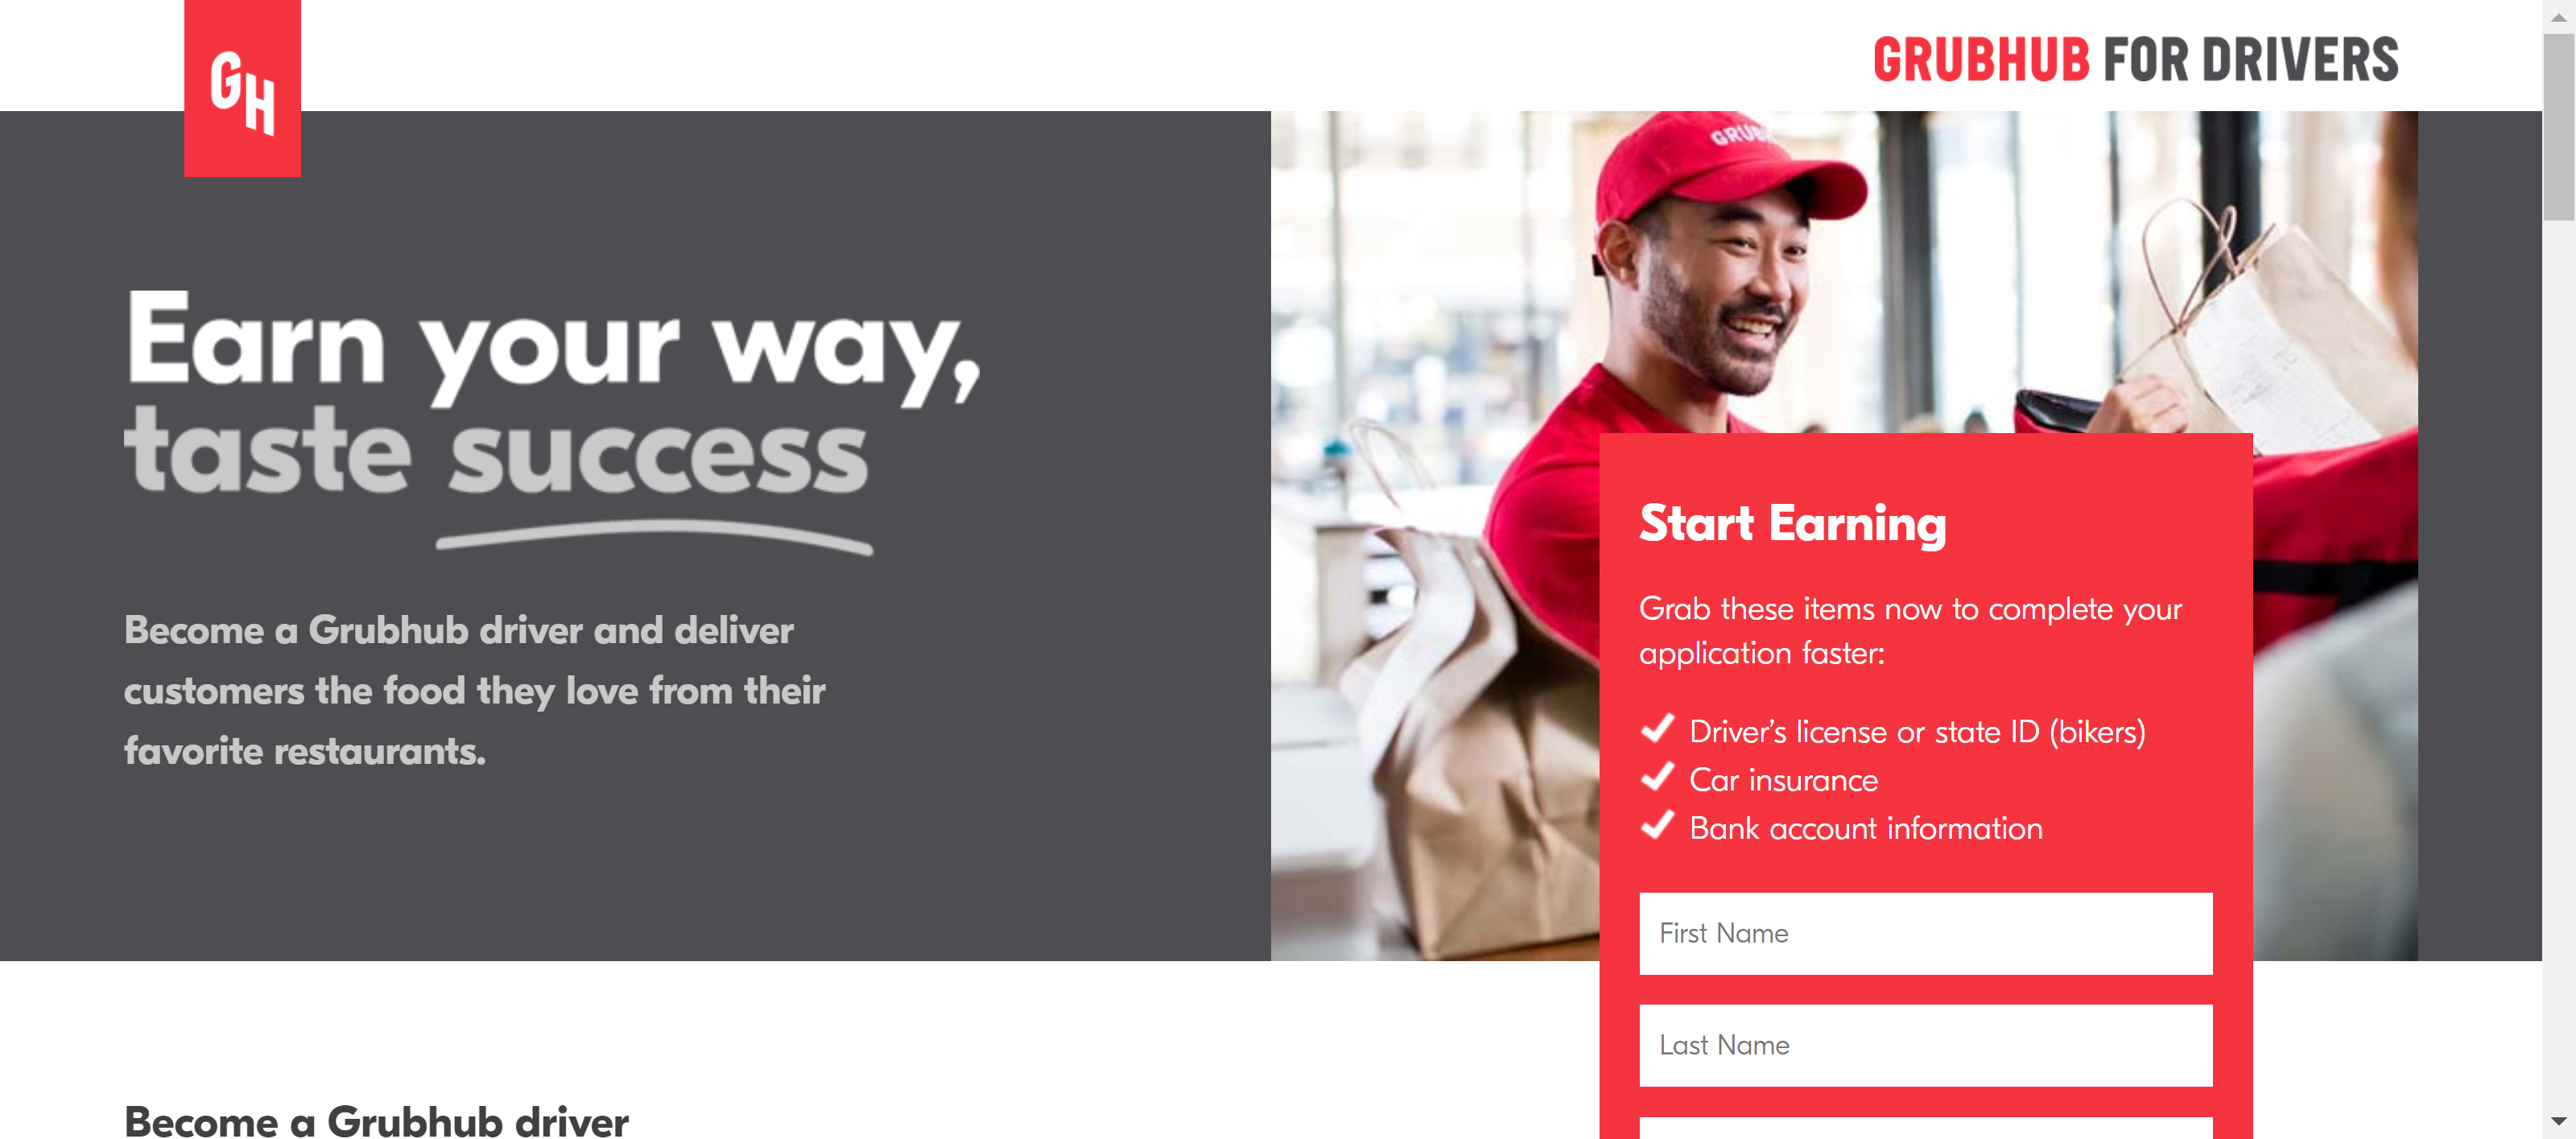 GH
GRUBHUB FOR DRIVERS
Earn your way,
taste success
Become a Grubhub driver and deliver
customers the food they love from their
favorite restaurants.
Start Earning
Grab these items now to complete your
application faster:
Driver's license or state ID (bikers)
Car insurance
Bank account information
First Name
Last Name
Become a Grubhub driver